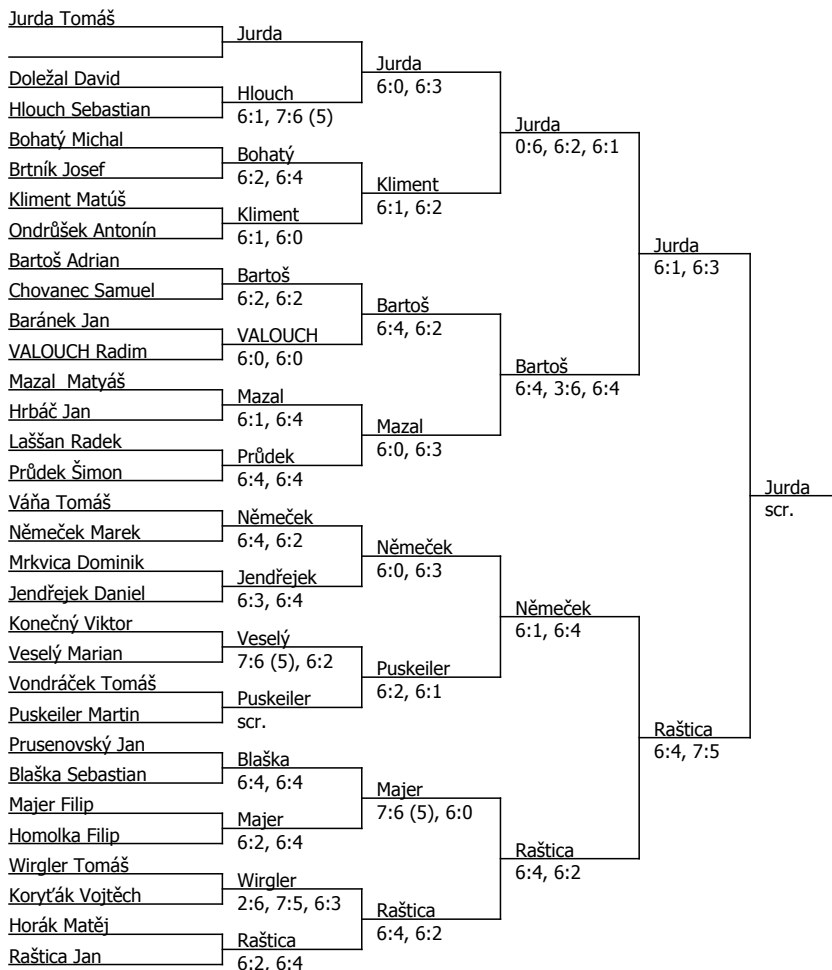 Jurda Tomáš
Jurda
Jurda
6:0, 6:3
Doležal David
Hlouch
6:1, 7:6 (5)
Hlouch Sebastian
Jurda
0:6, 6:2, 6:1
Bohatý Michal
Bohatý
6:2, 6:4
Brtník Josef
Kliment
6:1, 6:2
Kliment Matúš
Kliment
6:1, 6:0
Ondrůšek Antonín
Jurda
6:1, 6:3
Bartoš Adrian
Bartoš
6:2, 6:2
Chovanec Samuel
Bartoš
6:4, 6:2
Baránek Jan
VALOUCH
6:0, 6:0
VALOUCH Radim
Bartoš
6:4, 3:6, 6:4
Mazal  Matyáš
Mazal
6:1, 6:4
Hrbáč Jan
Mazal
6:0, 6:3
Laššan Radek
Průdek
6:4, 6:4
Průdek Šimon
Jurda
scr.
Váňa Tomáš
Němeček
6:4, 6:2
Němeček Marek
Němeček
6:0, 6:3
Mrkvica Dominik
Jendřejek
6:3, 6:4
Jendřejek Daniel
Němeček
6:1, 6:4
Konečný Viktor
Veselý
7:6 (5), 6:2
Veselý Marian
Puskeiler
6:2, 6:1
Vondráček Tomáš
Puskeiler
scr.
Puskeiler Martin
Raštica
6:4, 7:5
Prusenovský Jan
Blaška
6:4, 6:4
Blaška Sebastian
Majer
7:6 (5), 6:0
Majer Filip
Majer
6:2, 6:4
Homolka Filip
Raštica
6:4, 6:2
Wirgler Tomáš
Wirgler
2:6, 7:5, 6:3
Koryťák Vojtěch
Raštica
6:4, 6:2
Horák Matěj
Raštica
6:2, 6:4
Raštica Jan